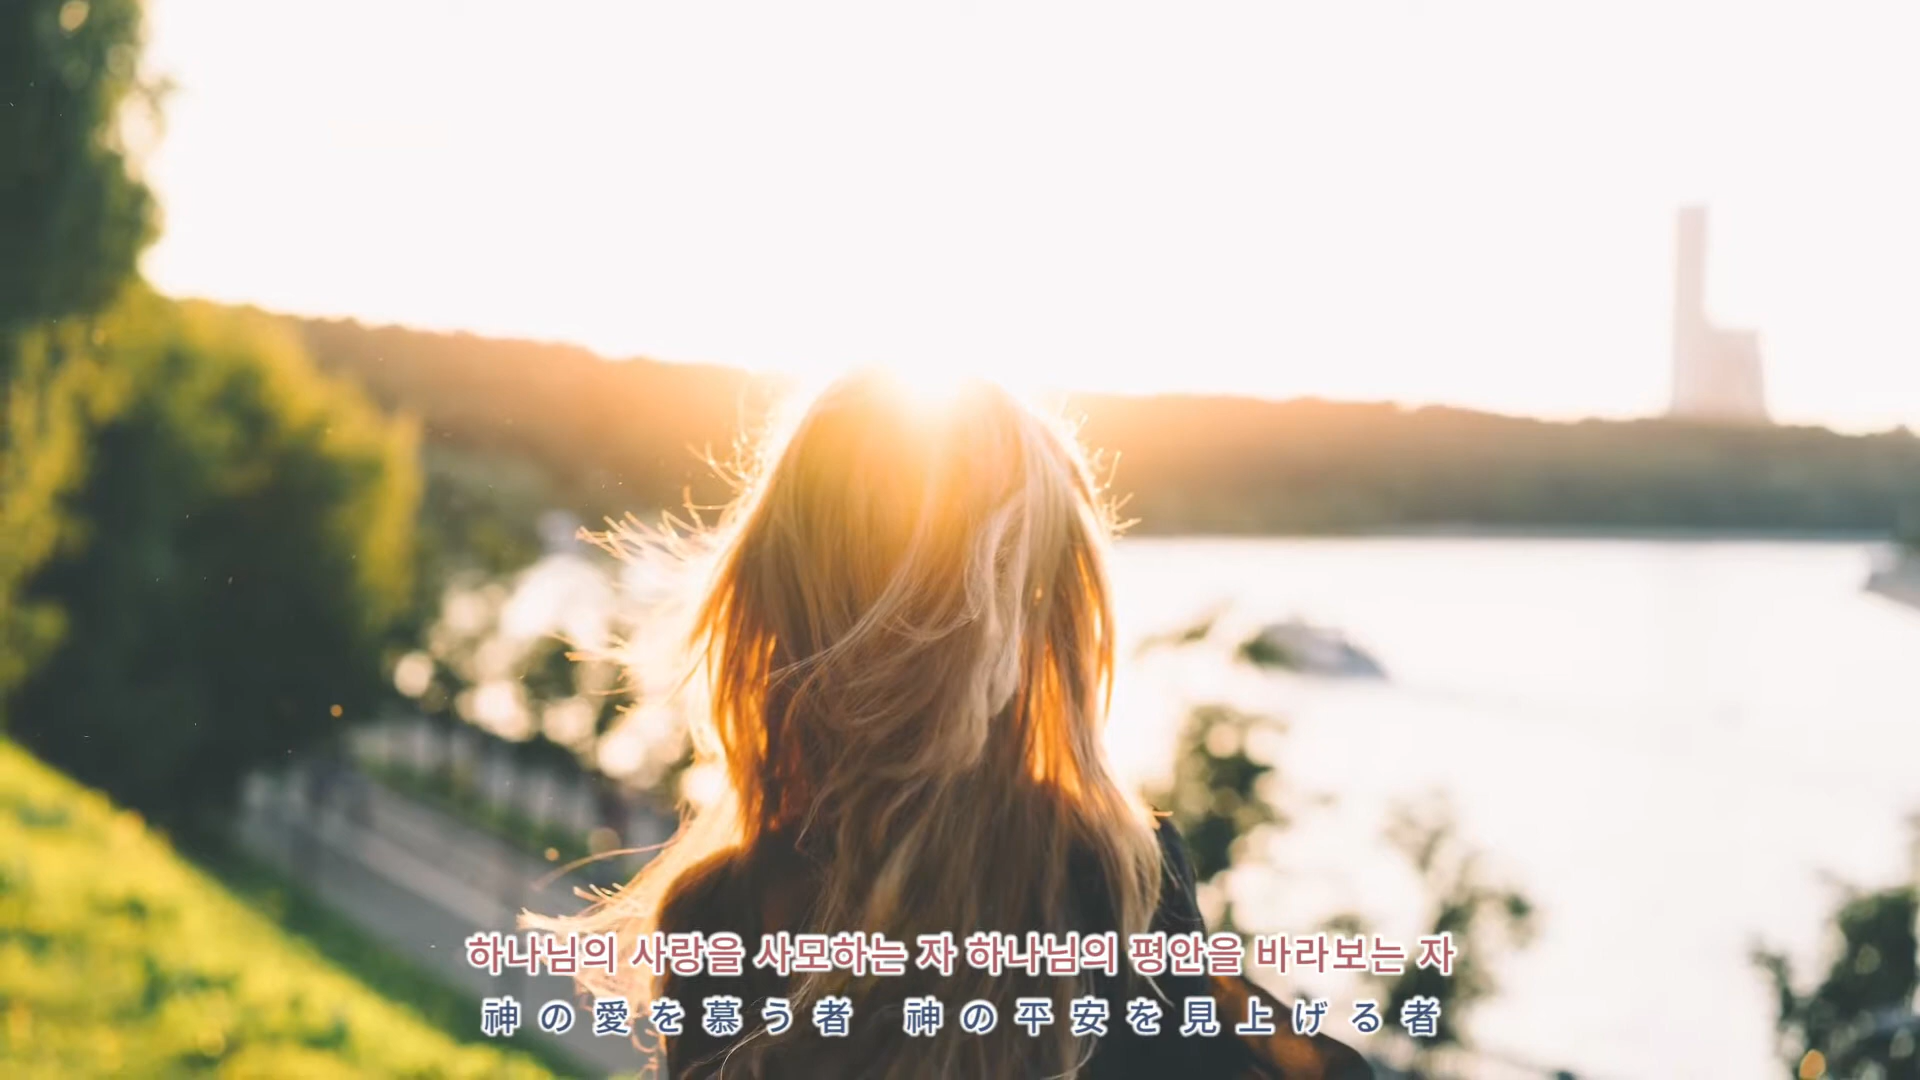 하나님의 사랑을 사모하는 자 하나님의 평안을 바라보는 자
神の愛を慕う者　神の平安を見上げる者